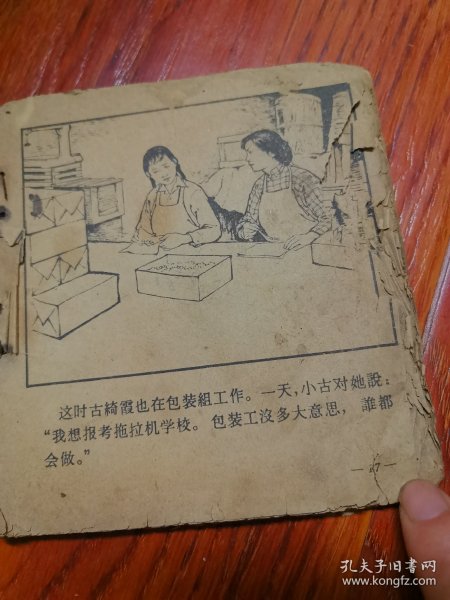 这时古綺霞也在包装組工作。一天，小古对她說：
“我想报考拖拉机学校。包装工沒多大意思，誰都
会做。”
孔夫子旧书网
www.kongfz.com